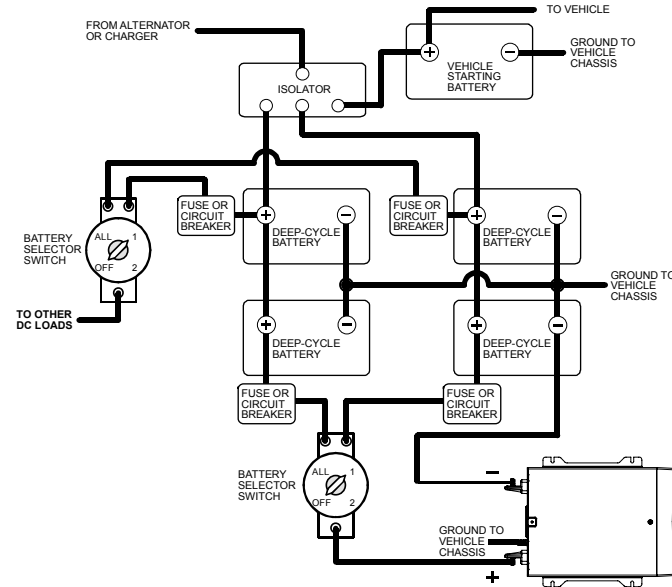 FROM ALTERNATOR
OR CHARGER
TO VEHICLE
GROUND TO
VEHICLE
CHASSIS
+
−
VEHICLE
STARTING
BATTERY
ISOLATOR
FUSE OR
CIRCUIT
BREAKER
+
−
DEEP-CYCLE
BATTERY
FUSE OR
CIRCUIT
BREAKER
+
−
DEEP-CYCLE
BATTERY
BATTERY
SELECTOR
SWITCH
ALL 1
OFF 2
TO OTHER
DC LOADS
GROUND TO
VEHICLE
CHASSIS
+
−
DEEP-CYCLE
BATTERY
+
−
DEEP-CYCLE
BATTERY
FUSE OR
CIRCUIT
BREAKER
FUSE OR
CIRCUIT
BREAKER
BATTERY
SELECTOR
SWITCH
ALL 1
OFF 2
−
GROUND TO
VEHICLE
CHASSIS
+